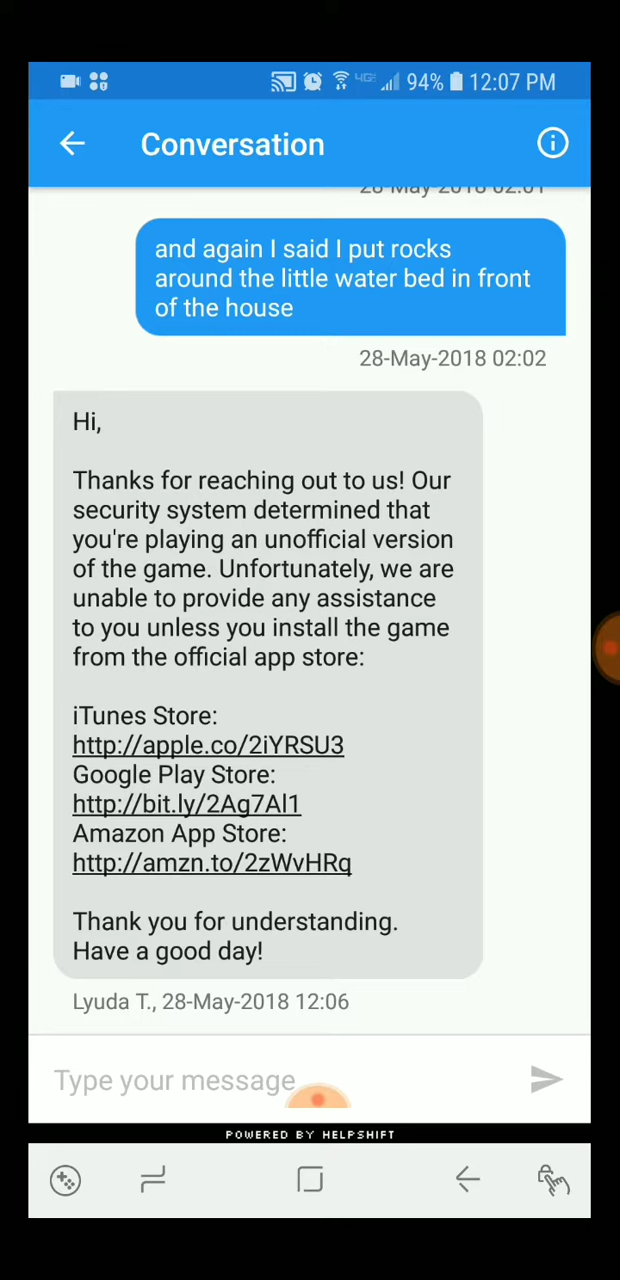 94% 12:07 PM
Conversation
28-May-2018 02:01
and again I said I put rocks
around the little water bed in front
of the house
28-May-2018 02:02
Hi,
Thanks for reaching out to us! Our
security system determined that
you're playing an unofficial version
of the game. Unfortunately, we are
unable to provide any assistance
to you unless you install the game
from the official app store:
iTunes Store:
http://apple.co/2iYRSU3
Google Play Store:
http://bit.ly/2Ag7Al1
Amazon App Store:
http://amzn.to/2zWvHRq
Thank you for understanding.
Have a good day!
Lyuda T., 28-May-2018 12:06
Type your message
POWERED BY HELPSHIFT